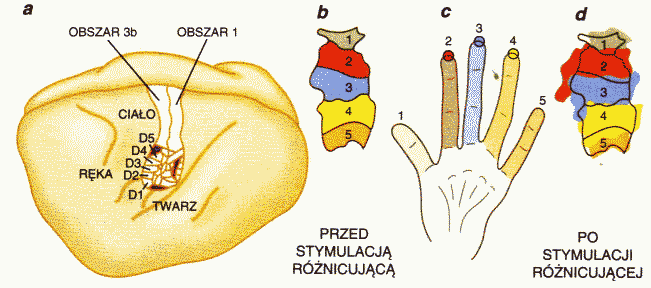 a
OBSZAR 3b OBSZAR 1
CIAŁO
D5
D4
D3
RĘKA D2
D1
TWARZ
b
1
2
3
4
5
PRZED
STYMULACJĄ
RÓŻNICUJĄCĄ
c
3
2 4
1 5
d
1
2
3
4
5
PO
STYMULACJI
RÓŻNICUJĄCEJ